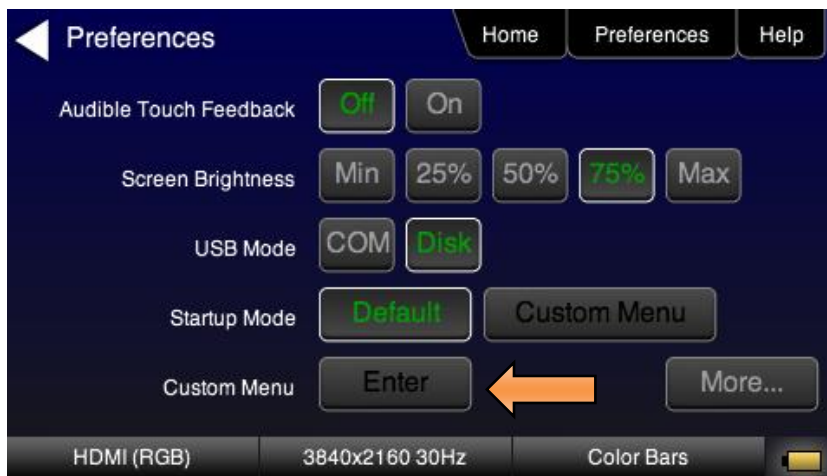 Preferences Home Preferences Help
Audible Touch Feedback Off On
Screen Brightness Min 25% 50% 75% Max
USB Mode COM Disk
Startup Mode Default Custom Menu
Custom Menu Enter More...
HDMI (RGB) 3840x2160 30Hz Color Bars